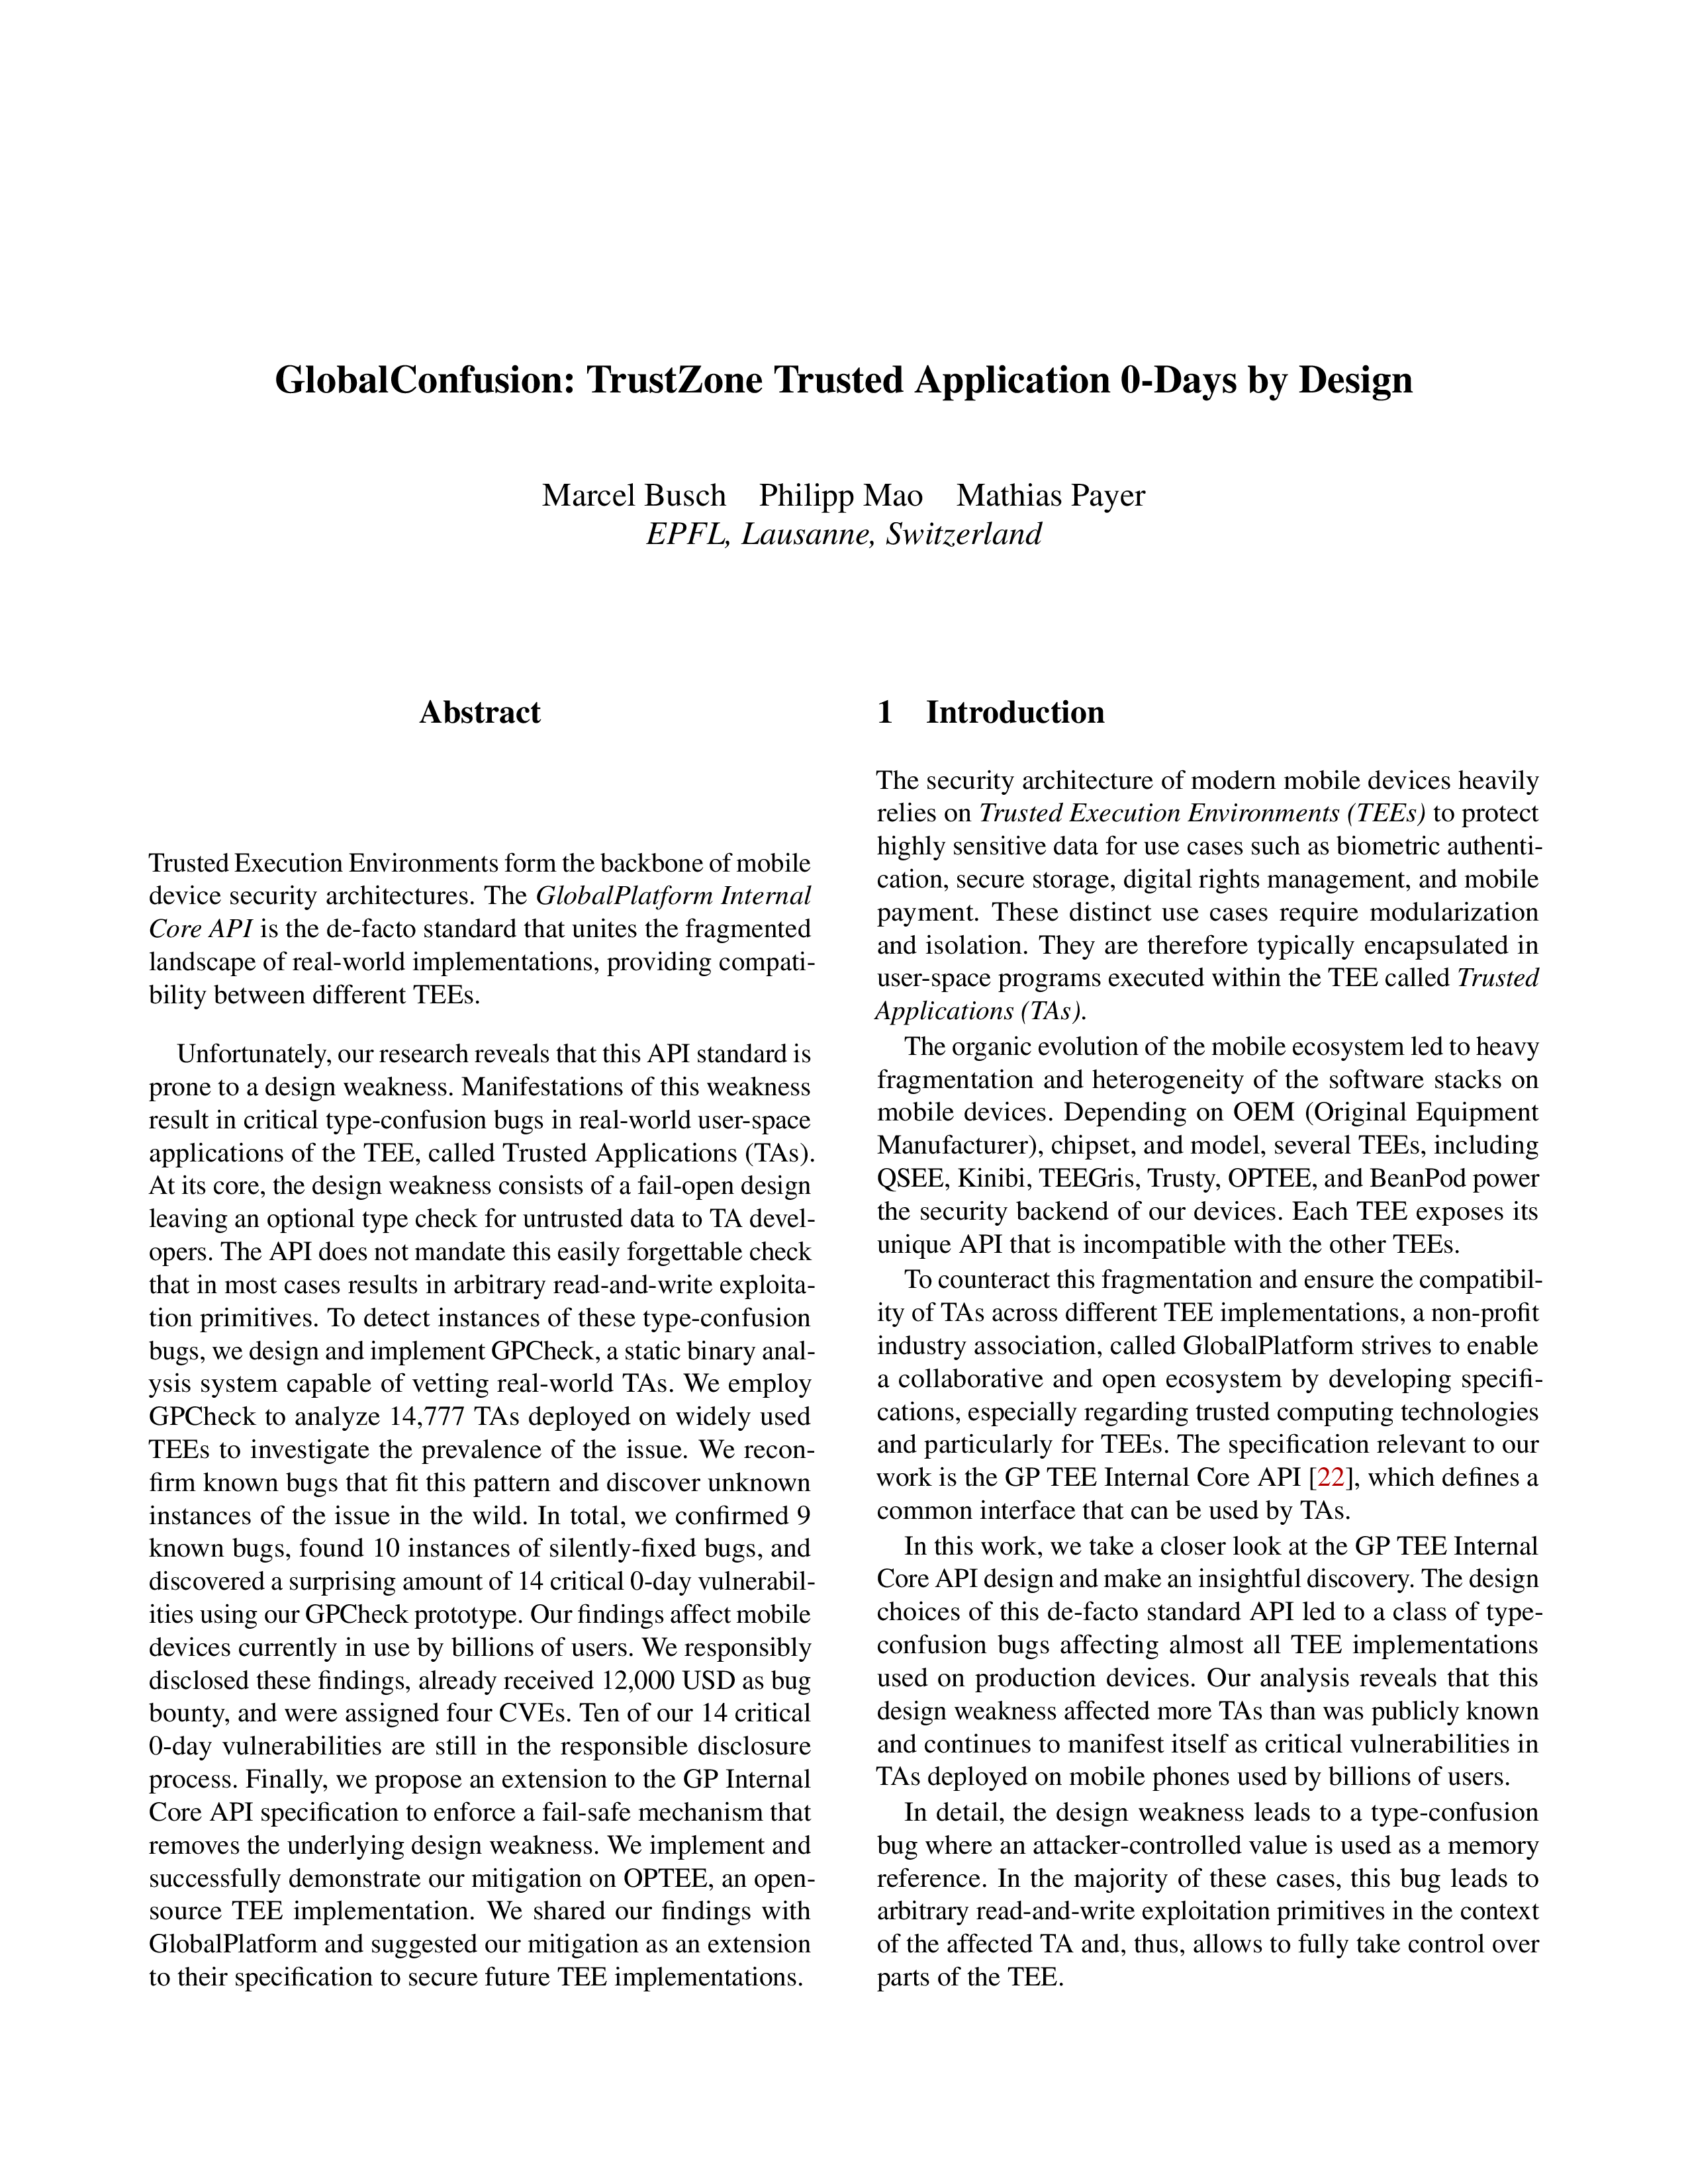 GlobalConfusion: TrustZone Trusted Application 0-Days by Design
Marcel Busch Philipp Mao Mathias Payer
EPFL, Lausanne, Switzerland
Abstract
Trusted Execution Environments form the backbone of mobile
device security architectures. The GlobalPlatform Internal
Core API is the de-facto standard that unites the fragmented
landscape of real-world implementations, providing compati-
bility between different TEEs.
Unfortunately, our research reveals that this API standard is
prone to a design weakness. Manifestations of this weakness
result in critical type-confusion bugs in real-world user-space
applications of the TEE, called Trusted Applications (TAs).
At its core, the design weakness consists of a fail-open design
leaving an optional type check for untrusted data to TA devel-
opers. The API does not mandate this easily forgettable check
that in most cases results in arbitrary read-and-write exploita-
tion primitives. To detect instances of these type-confusion
bugs, we design and implement GPCheck, a static binary anal-
ysis system capable of vetting real-world TAs. We employ
GPCheck to analyze 14,777 TAs deployed on widely used
TEEs to investigate the prevalence of the issue. We recon-
firm known bugs that fit this pattern and discover unknown
instances of the issue in the wild. In total, we confirmed 9
known bugs, found 10 instances of silently-fixed bugs, and
discovered a surprising amount of 14 critical 0-day vulnerabil-
ities using our GPCheck prototype. Our findings affect mobile
devices currently in use by billions of users. We responsibly
disclosed these findings, already received 12,000 USD as bug
bounty, and were assigned four CVEs. Ten of our 14 critical
0-day vulnerabilities are still in the responsible disclosure
process. Finally, we propose an extension to the GP Internal
Core API specification to enforce a fail-safe mechanism that
removes the underlying design weakness. We implement and
successfully demonstrate our mitigation on OPTEE, an open-
source TEE implementation. We shared our findings with
GlobalPlatform and suggested our mitigation as an extension
to their specification to secure future TEE implementations.
1 Introduction
The security architecture of modern mobile devices heavily
relies on Trusted Execution Environments (TEEs) to protect
highly sensitive data for use cases such as biometric authenti-
cation, secure storage, digital rights management, and mobile
payment. These distinct use cases require modularization
and isolation. They are therefore typically encapsulated in
user-space programs executed within the TEE called Trusted
Applications (TAs).
The organic evolution of the mobile ecosystem led to heavy
fragmentation and heterogeneity of the software stacks on
mobile devices. Depending on OEM (Original Equipment
Manufacturer), chipset, and model, several TEEs, including
QSEE, Kinibi, TEEGris, Trusty, OPTEE, and BeanPod power
the security backend of our devices. Each TEE exposes its
unique API that is incompatible with the other TEEs.
To counteract this fragmentation and ensure the compatibil-
ity of TAs across different TEE implementations, a non-profit
industry association, called GlobalPlatform strives to enable
a collaborative and open ecosystem by developing specifi-
cations, especially regarding trusted computing technologies
and particularly for TEEs. The specification relevant to our
work is the GP TEE Internal Core API [22], which defines a
common interface that can be used by TAs.
In this work, we take a closer look at the GP TEE Internal
Core API design and make an insightful discovery. The design
choices of this de-facto standard API led to a class of type-
confusion bugs affecting almost all TEE implementations
used on production devices. Our analysis reveals that this
design weakness affected more TAs than was publicly known
and continues to manifest itself as critical vulnerabilities in
TAs deployed on mobile phones used by billions of users.
In detail, the design weakness leads to a type-confusion
bug where an attacker-controlled value is used as a memory
reference. In the majority of these cases, this bug leads to
arbitrary read-and-write exploitation primitives in the context
of the affected TA and, thus, allows to fully take control over
parts of the TEE.